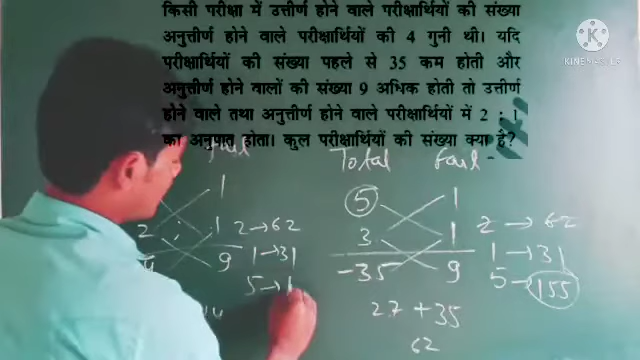 किसी परीक्षा में उत्तीर्ण होने वाले परीक्षार्थियों की संख्या
अनुत्तीर्ण होने वाले परीक्षार्थियों की 4 गुनी थी। यदि
परीक्षार्थियों की संख्या पहले से 35 कम होती और
अनुत्तीर्ण होने वालों की संख्या 9 अधिक होती तो उत्तीर्ण
होने वाले तथा अनुत्तीर्ण होने वाले परीक्षार्थियों में 2 : 1
का अनुपात होता। कुल परीक्षार्थियों की संख्या क्या है?
KINEMASTER
Total Fail
1 5 1
2 : 1 2→62 3 1 2→62
9 1→31 -35 9 1→31
5→1 5→155
27+35
62